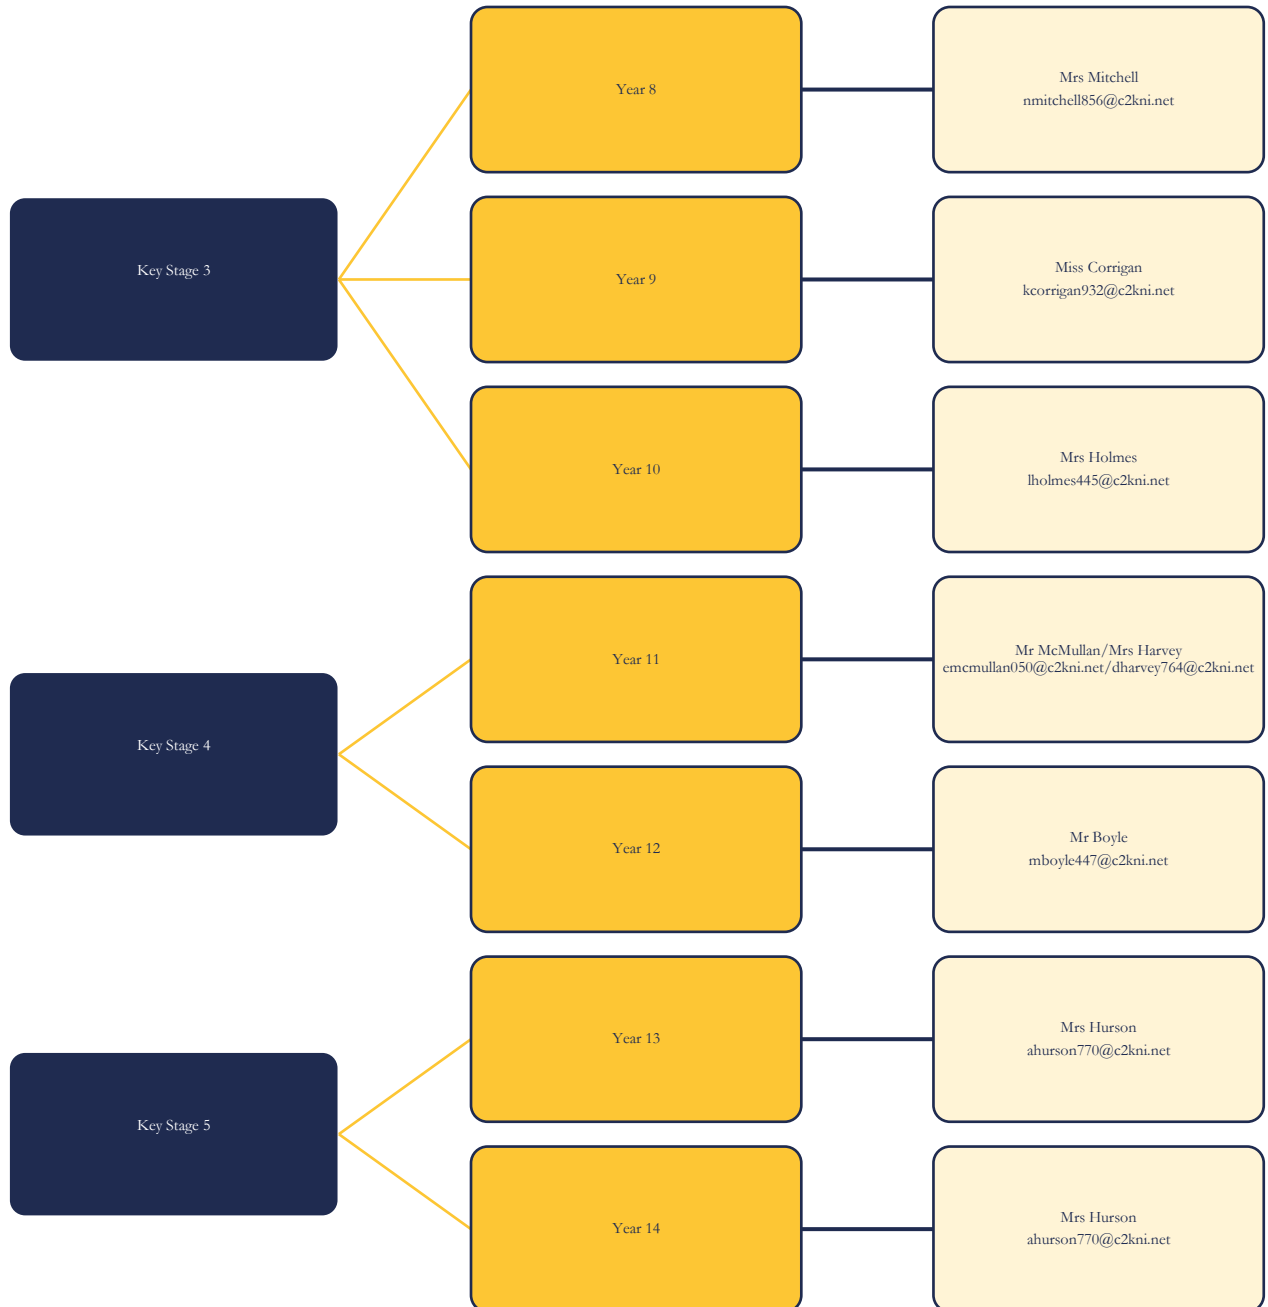 Key Stage 3
Year 8
Mrs Mitchell
nmitchell856@c2kni.net
Year 9
Miss Corrigan
kcorrigan932@c2kni.net
Year 10
Mrs Holmes
lholmes445@c2kni.net
Key Stage 4
Year 11
Mr McMullan/Mrs Harvey
emcmullan050@c2kni.net/dharvey764@c2kni.net
Year 12
Mr Boyle
mboyle447@c2kni.net
Key Stage 5
Year 13
Mrs Hurson
ahurson770@c2kni.net
Year 14
Mrs Hurson
ahurson770@c2kni.net